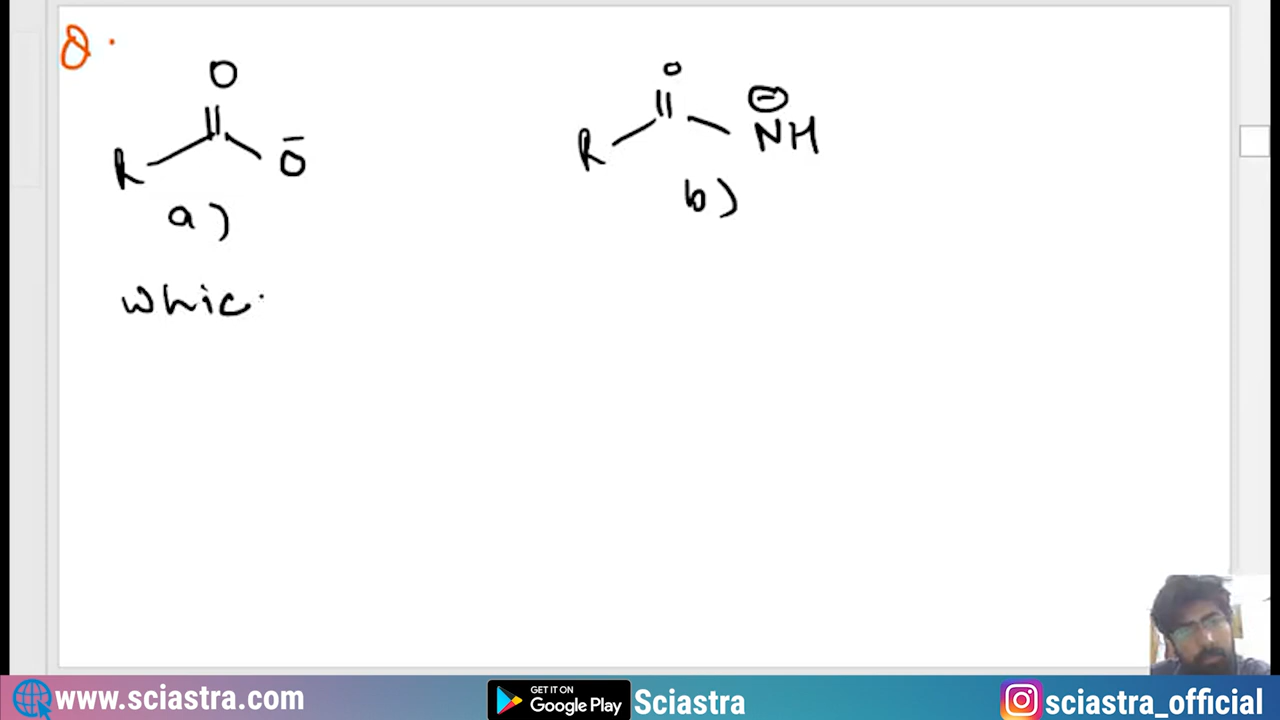 Q.
O
R O⁻
a)
O
R ⊖ NH
b)
whic
www.sciastra.com
GET IT ON
Google Play
Sciastra
sciastra_official